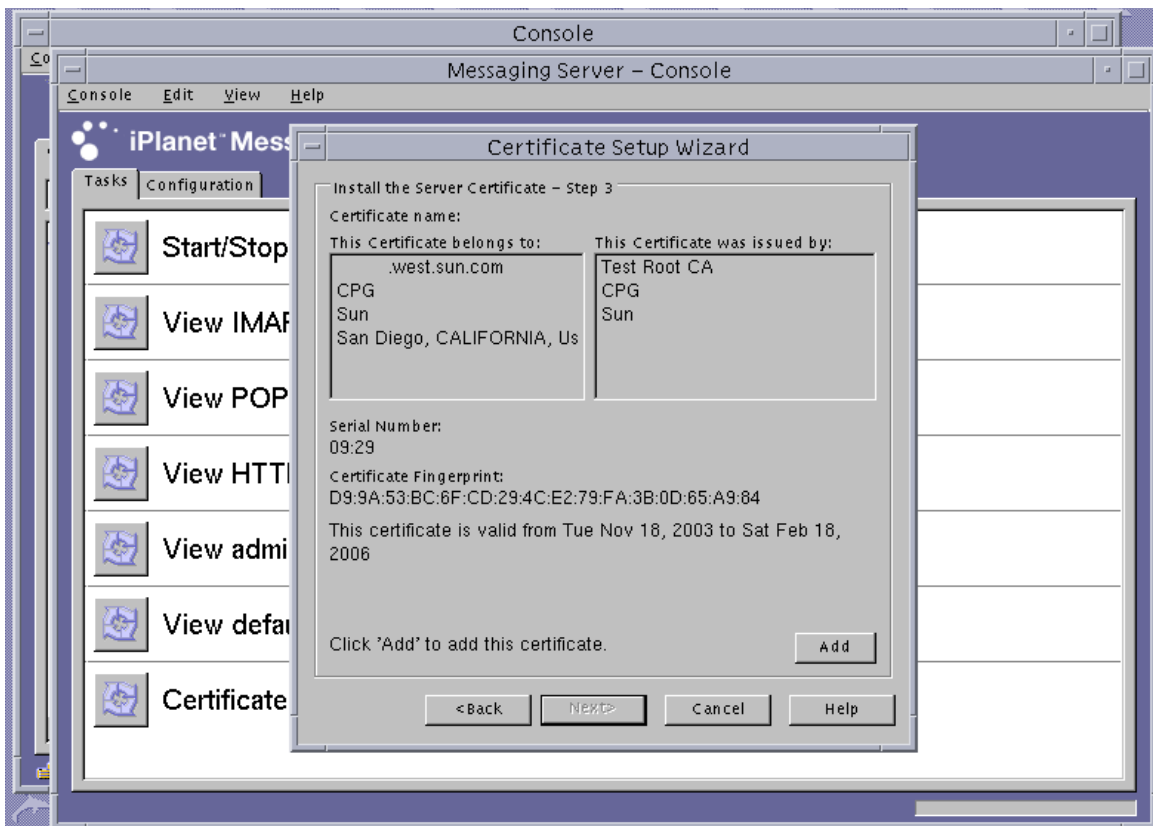 Console
Co
Messaging Server – Console
Console Edit View Help
iPlanet™ Mess
Tasks Configuration
Start/Stop
View IMAP
View POP
View HTTP
View admi
View defau
Certificate
Certificate Setup Wizard
Install the Server Certificate – Step 3
Certificate name:
This Certificate belongs to: This Certificate was issued by:
.west.sun.com
CPG
Sun
San Diego, CALIFORNIA, Us
Test Root CA
CPG
Sun
Serial Number:
09:29
Certificate Fingerprint:
D9:9A:53:BC:6F:CD:29:4C:E2:79:FA:3B:0D:65:A9:84
This certificate is valid from Tue Nov 18, 2003 to Sat Feb 18,
2006
Click 'Add' to add this certificate.
Add
<Back Next> Cancel Help